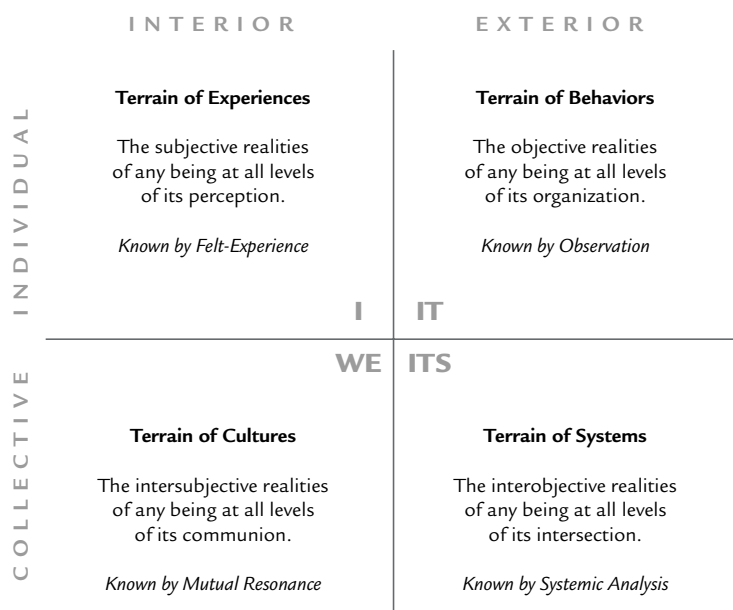 INTERIOR
EXTERIOR
INDIVIDUAL
Terrain of Experiences
The subjective realities
of any being at all levels
of its perception.
Known by Felt-Experience
I
Terrain of Behaviors
The objective realities
of any being at all levels
of its organization.
Known by Observation
IT
COLLECTIVE
WE
Terrain of Cultures
The intersubjective realities
of any being at all levels
of its communion.
Known by Mutual Resonance
ITS
Terrain of Systems
The interobjective realities
of any being at all levels
of its intersection.
Known by Systemic Analysis